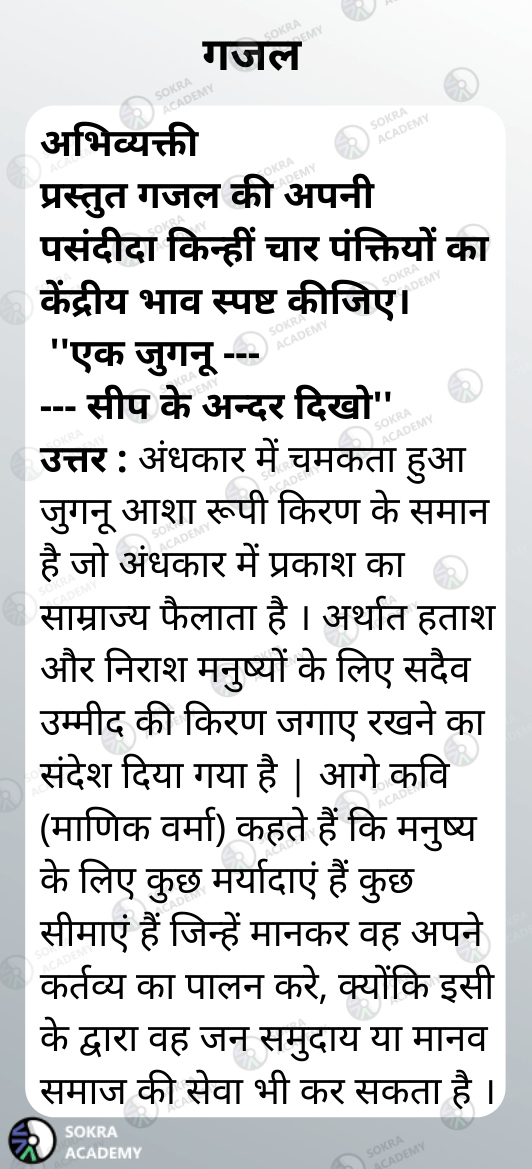 गजल
अभिव्यक्ती
प्रस्तुत गजल की अपनी
पसंदीदा किन्हीं चार पंक्तियों का
केंद्रीय भाव स्पष्ट कीजिए।
''एक जुगनू ---
--- सीप के अन्दर दिखो''
उत्तर : अंधकार में चमकता हुआ
जुगनू आशा रूपी किरण के समान
है जो अंधकार में प्रकाश का
साम्राज्य फैलाता है । अर्थात हताश
और निराश मनुष्यों के लिए सदैव
उम्मीद की किरण जगाए रखने का
संदेश दिया गया है | आगे कवि
(माणिक वर्मा) कहते हैं कि मनुष्य
के लिए कुछ मर्यादाएं हैं कुछ
सीमाएं हैं जिन्हें मानकर वह अपने
कर्तव्य का पालन करे, क्योंकि इसी
के द्वारा वह जन समुदाय या मानव
समाज की सेवा भी कर सकता है ।
SOKRA
ACADEMY